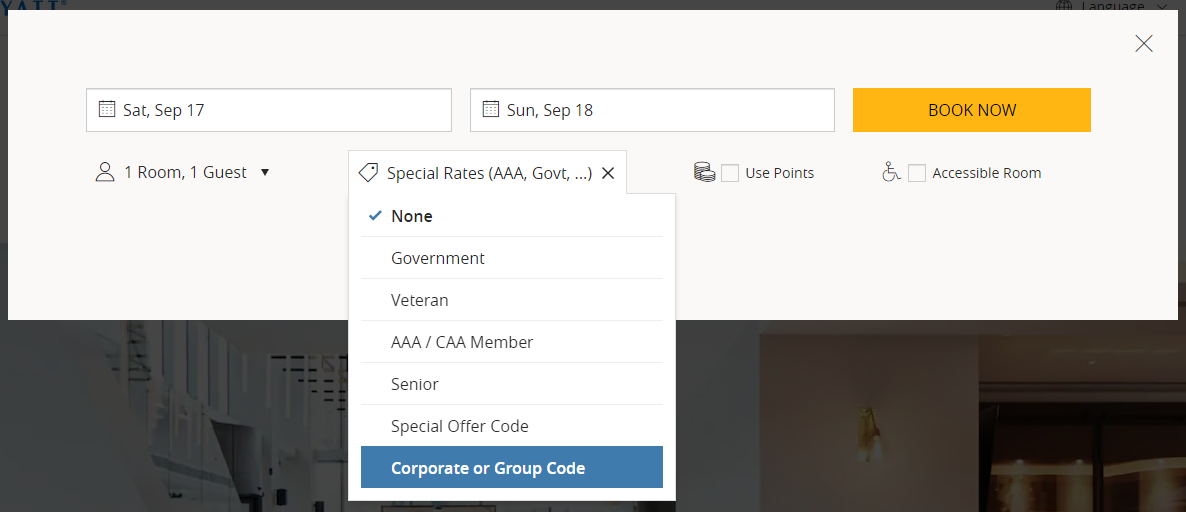 YATT®
Language
Sat, Sep 17
Sun, Sep 18
BOOK NOW
1 Room, 1 Guest
Special Rates (AAA, Govt, ...)
Use Points
Accessible Room
None
Government
Veteran
AAA / CAA Member
Senior
Special Offer Code
Corporate or Group Code